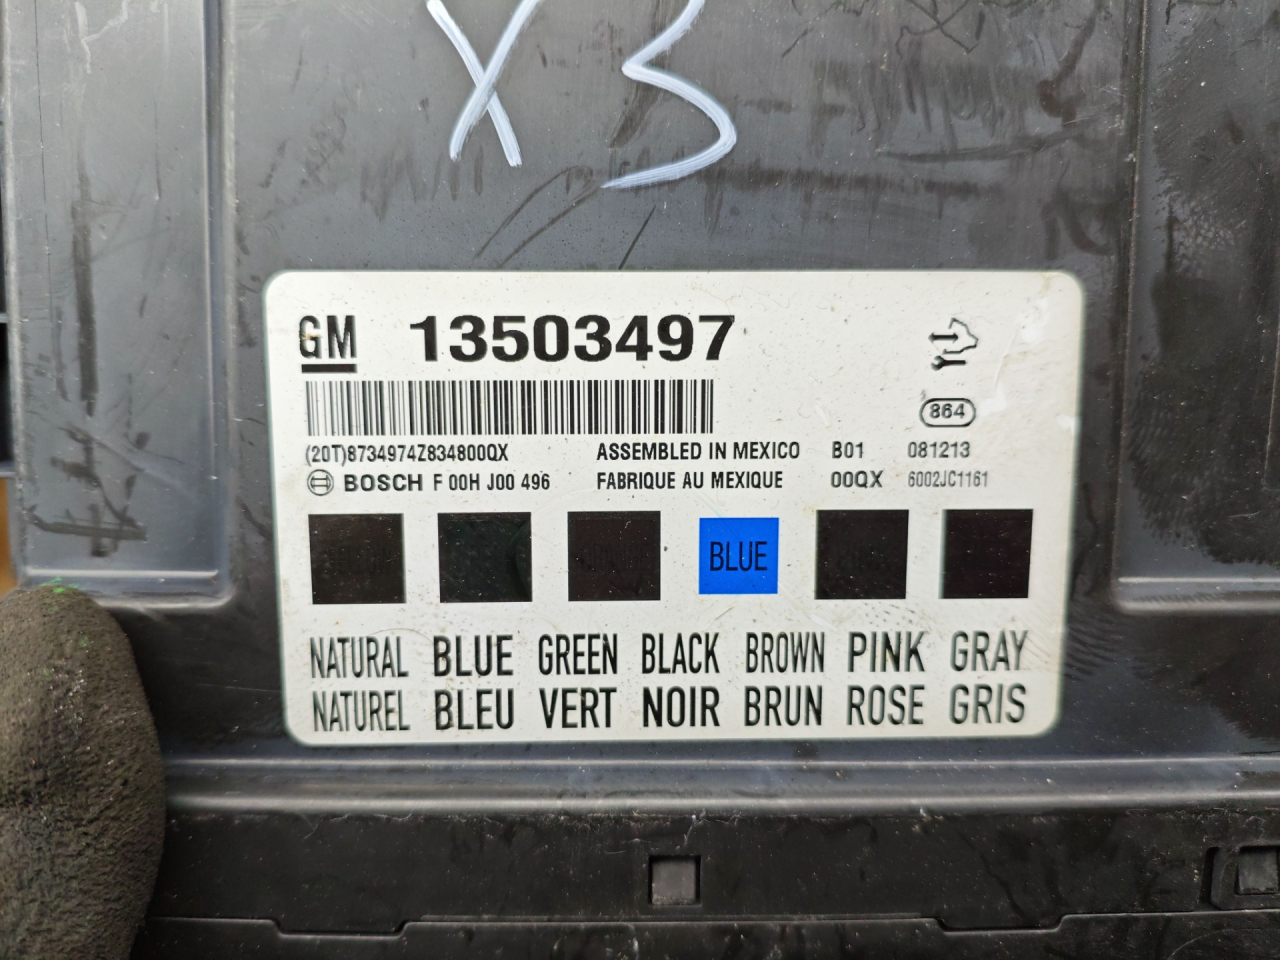 X3
GM 13503497
864
(20T)8734974Z834800QX ASSEMBLED IN MEXICO B01 081213
BOSCH F 00H J00 496 FABRIQUE AU MEXIQUE 00QX 6002JC1161
BLUE
NATURAL BLUE GREEN BLACK BROWN PINK GRAY
NATUREL BLEU VERT NOIR BRUN ROSE GRIS